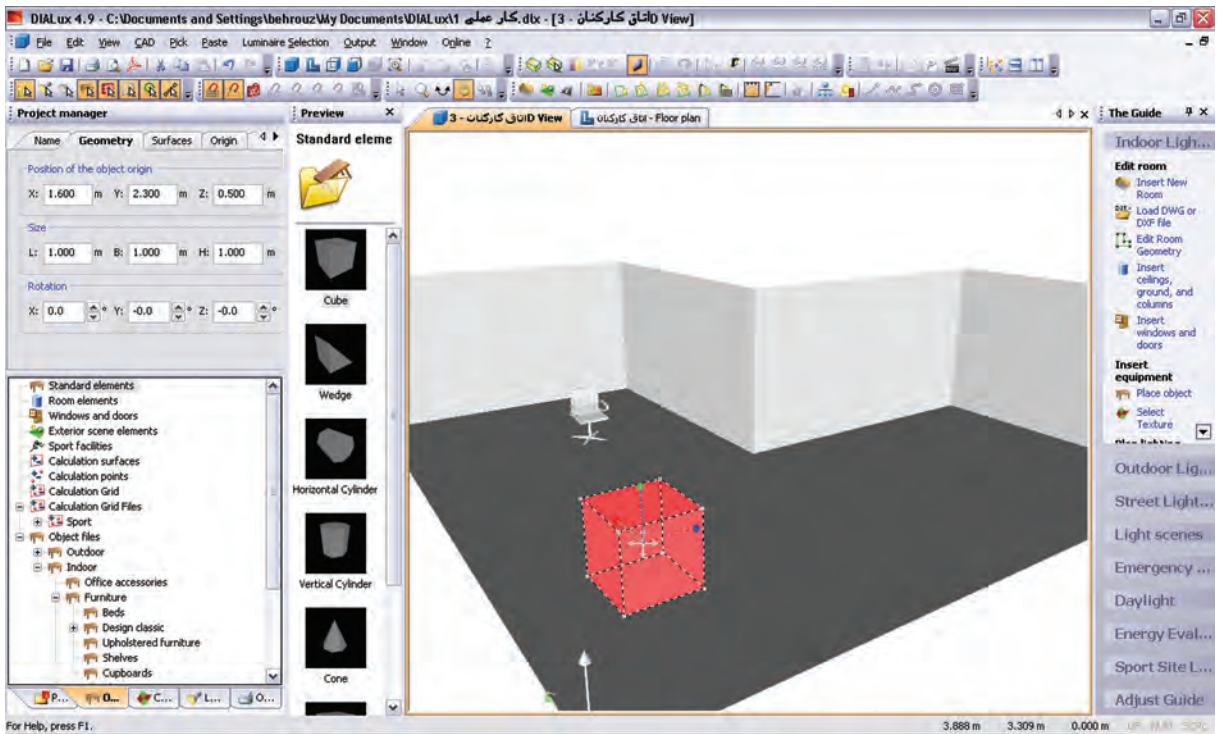 DIALux 4.9 - C:\Documents and Settings\behrouz\My Documents\DIALux\1 کار عملی.dlx - [3 - اتاق کارکنانD View]
File Edit View CAD Pick Paste Luminaire Selection Output Window Online ?
Project manager
Name Geometry Surfaces Origin
Position of the object origin
X: 1.600 m Y: 2.300 m Z: 0.500 m
Size
L: 1.000 m B: 1.000 m H: 1.000 m
Rotation
X: 0.0 ° Y: -0.0 ° Z: -0.0 °
Standard elements
Room elements
Windows and doors
Exterior scene elements
Sport facilities
Calculation surfaces
Calculation points
Calculation Grid
Calculation Grid Files
Sport
Object files
Outdoor
Indoor
Office accessories
Furniture
Beds
Design classic
Upholstered furniture
Shelves
Cupboards
P... O... C... L... O...
Preview
Standard eleme
Cube
Wedge
Horizontal Cylinder
Vertical Cylinder
Cone
3 - اتاق کارکنانD View
اتاق کارکنان - Floor plan
The Guide
Indoor Ligh...
Edit room
Insert New
Room
Load DWG or
DXF file
Edit Room
Geometry
Insert
ceilings,
ground, and
columns
Insert
windows and
doors
Insert
equipment
Place object
Select
Texture
Plan lighting
Outdoor Lig...
Street Light...
Light scenes
Emergency ...
Daylight
Energy Eval...
Sport Site L...
Adjust Guide
For Help, press F1.
3.888 m 3.309 m 0.000 m